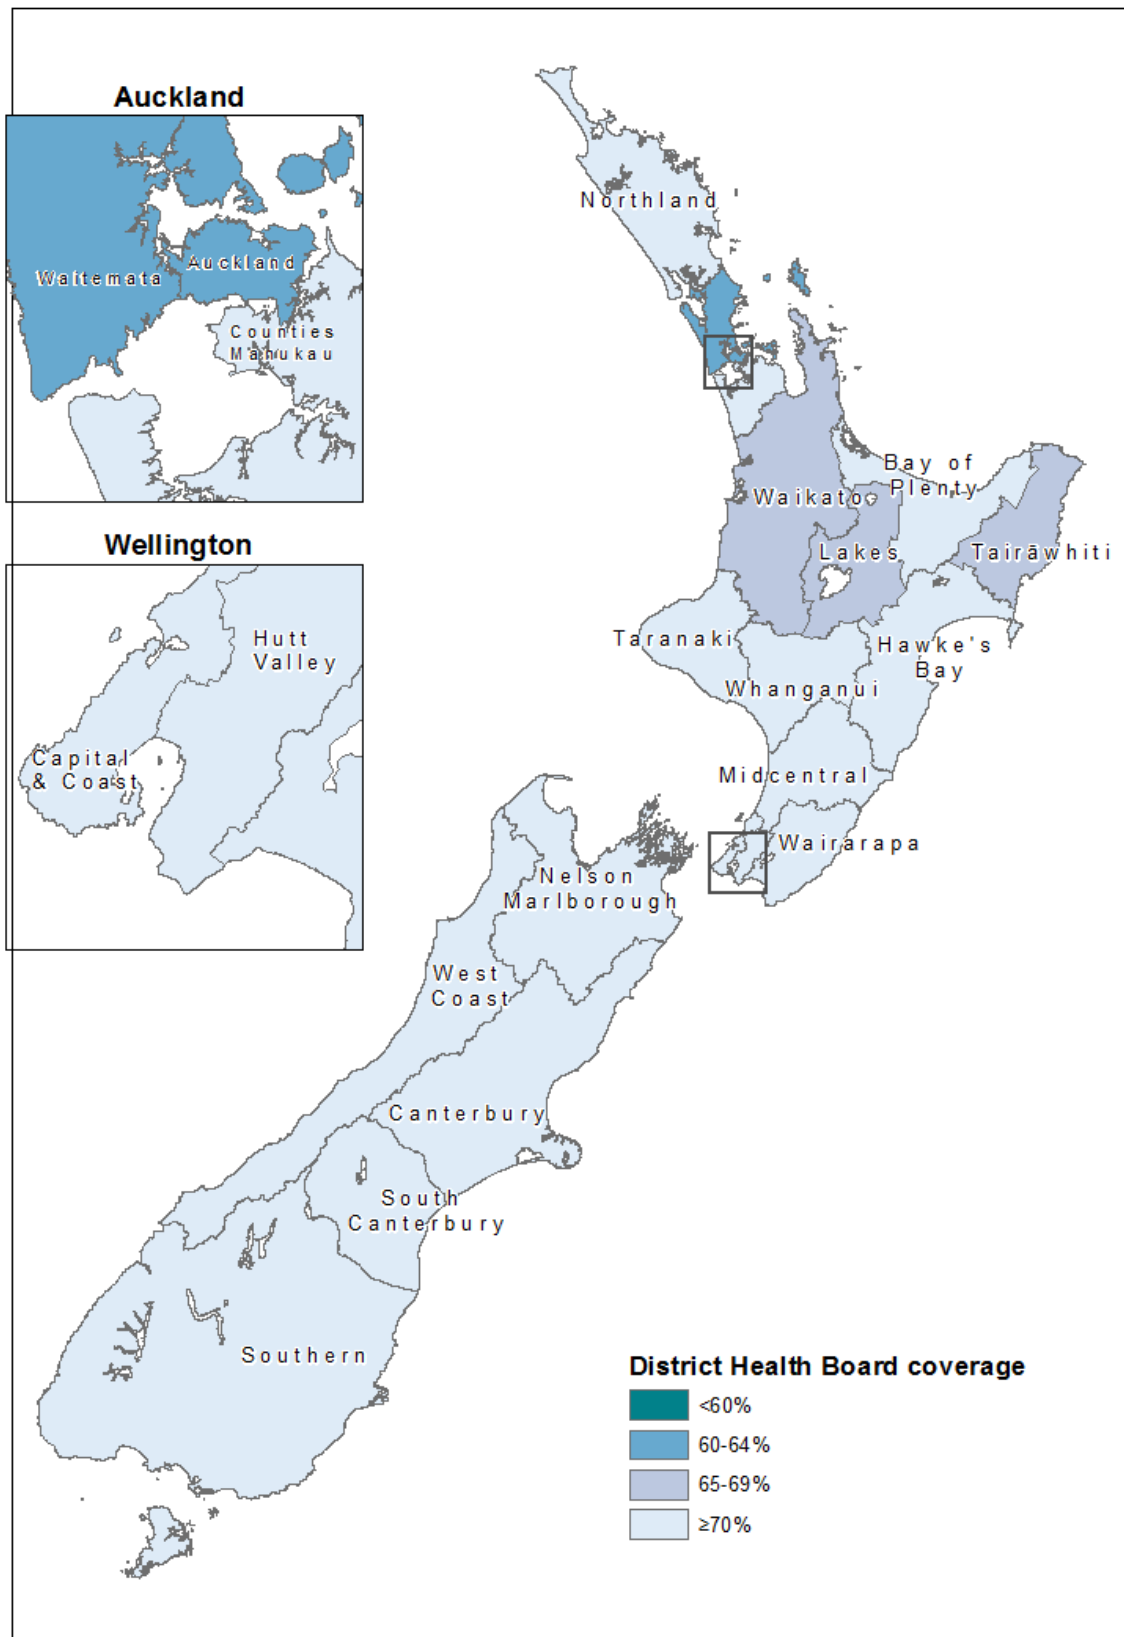 Auckland
Waitemata
Auckland
Counties
Manukau
Wellington
Hutt
Valley
Capital
& Coast
Northland
Bay of
Plenty
Waikato
Lakes
Tairāwhiti
Taranaki
Hawke's
Bay
Whanganui
Midcentral
Wairarapa
Nelson
Marlborough
West
Coast
Canterbury
South
Canterbury
Southern
District Health Board coverage
<60%
60-64%
65-69%
≥70%